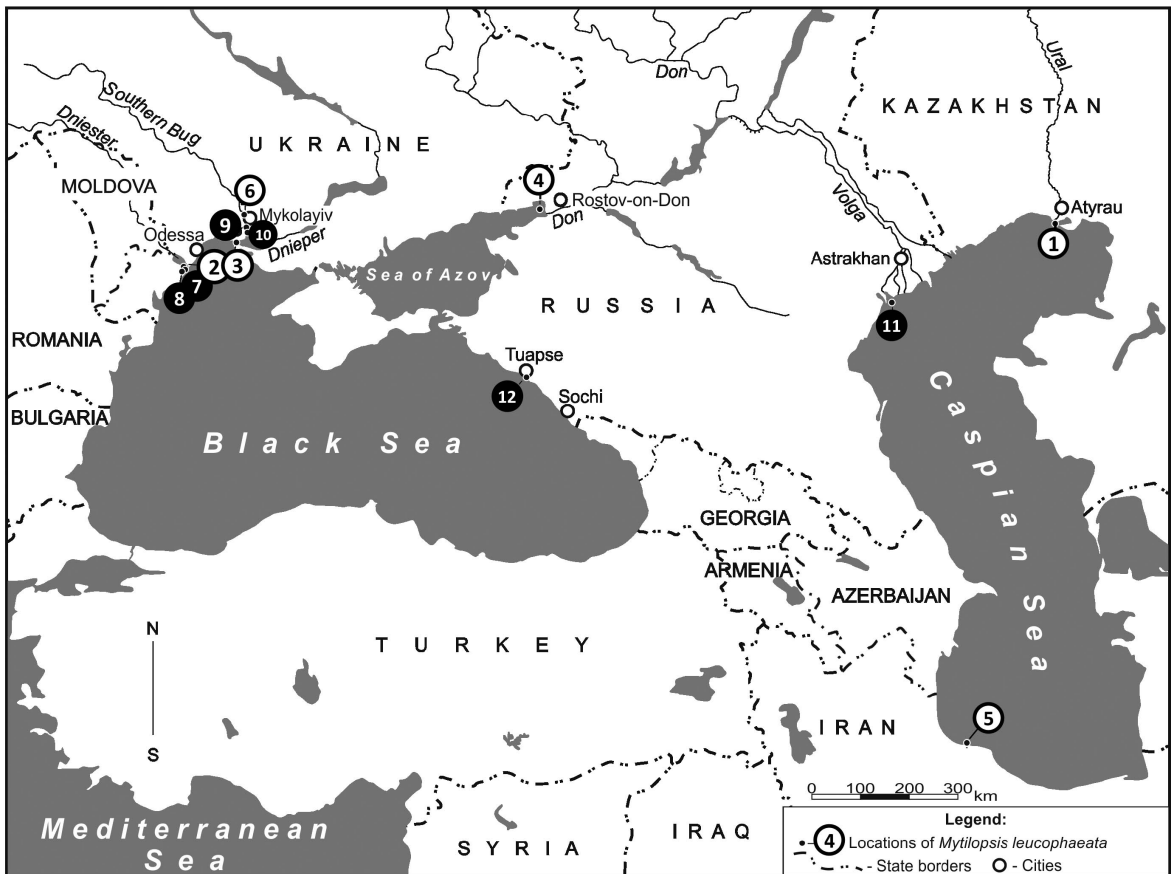 Ural
Don
Southern Bug
KAZAKHSTAN
Dniester
UKRAINE
MOLDOVA
6
4
Rostov-on-Don
Volga
Atyrau
9
Mykolayiv
10
Don
1
Odessa
Dnieper
Astrakhan
2
3
Sea of Azov
7
8
RUSSIA
11
ROMANIA
Tuapse
12
Sochi
BULGARIA
Black Sea
Caspian Sea
GEORGIA
ARMENIA
AZERBAIJAN
N
TURKEY
S
IRAN
5
0 100 200 300 km
Mediterranean
Sea
SYRIA
IRAQ
Legend:
4 Locations of Mytilopsis leucophaeata
- State borders
- Cities